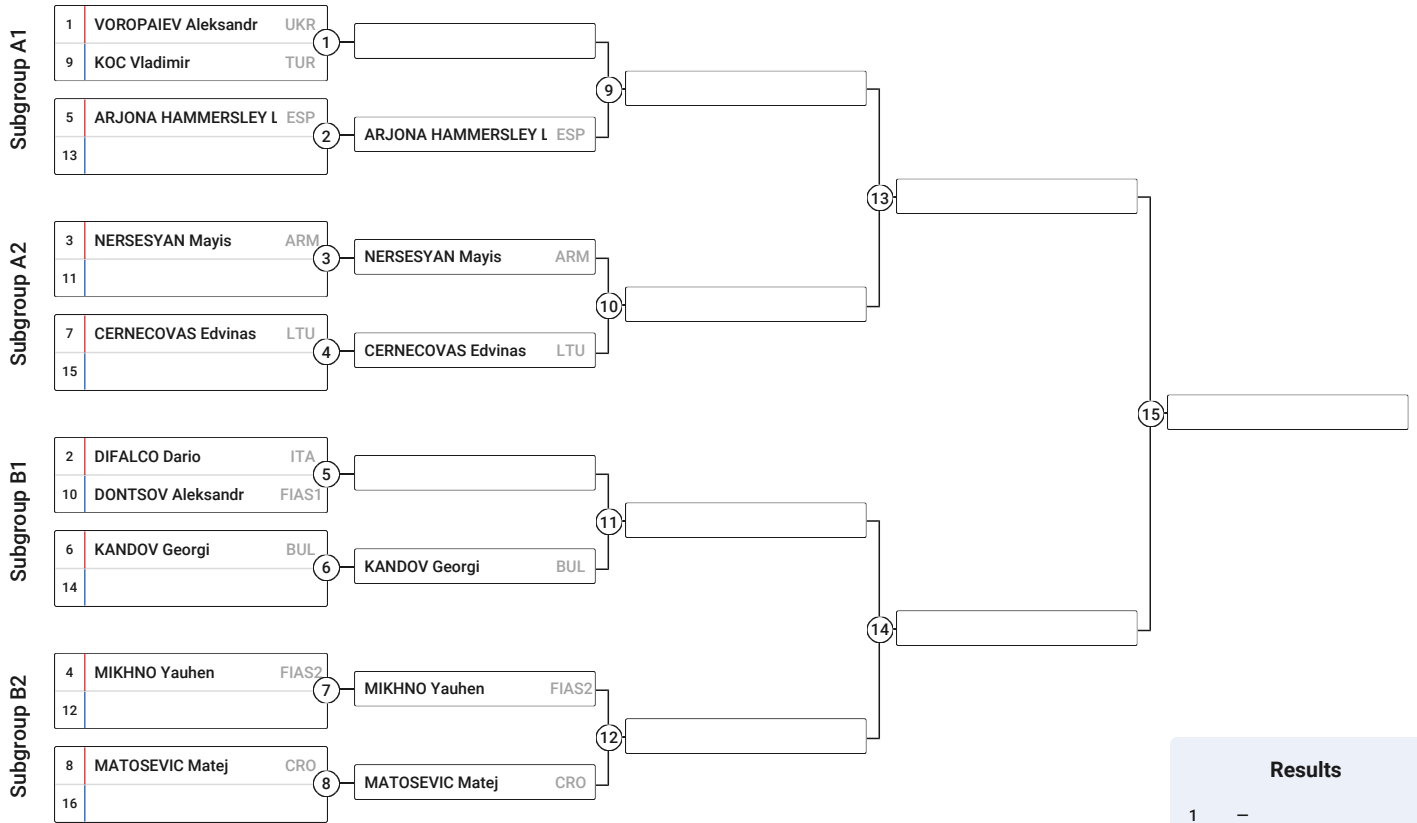 Subgroup A1
1 VOROPAIEV Aleksandr UKR
9 KOC Vladimir TUR
1
5 ARJONA HAMMERSLEY L ESP
13
2
ARJONA HAMMERSLEY L ESP
9
Subgroup A2
3 NERSESYAN Mayis ARM
11
3
NERSESYAN Mayis ARM
7 CERNECOVAS Edvinas LTU
15
4
CERNECOVAS Edvinas LTU
10
13
Subgroup B1
2 DIFALCO Dario ITA
10 DONTSOV Aleksandr FIAS1
5
6 KANDOV Georgi BUL
14
6
KANDOV Georgi BUL
11
Subgroup B2
4 MIKHNO Yauhen FIAS2
12
7
MIKHNO Yauhen FIAS2
8 MATOSEVIC Matej CRO
16
8
MATOSEVIC Matej CRO
12
14
15
Results
1 –